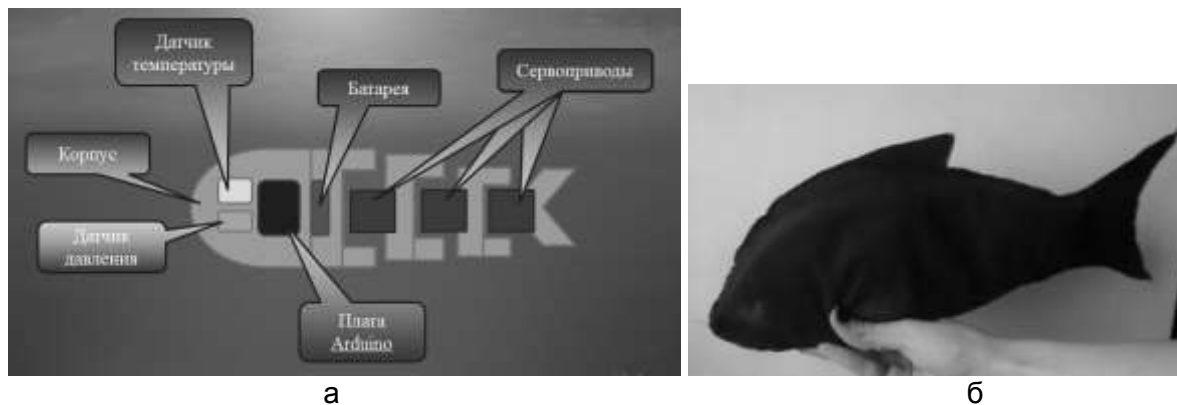 Датчик
температуры
Батарея
Сервоприводы
Корпус
Датчик
давления
Плата
Arduino
а
б